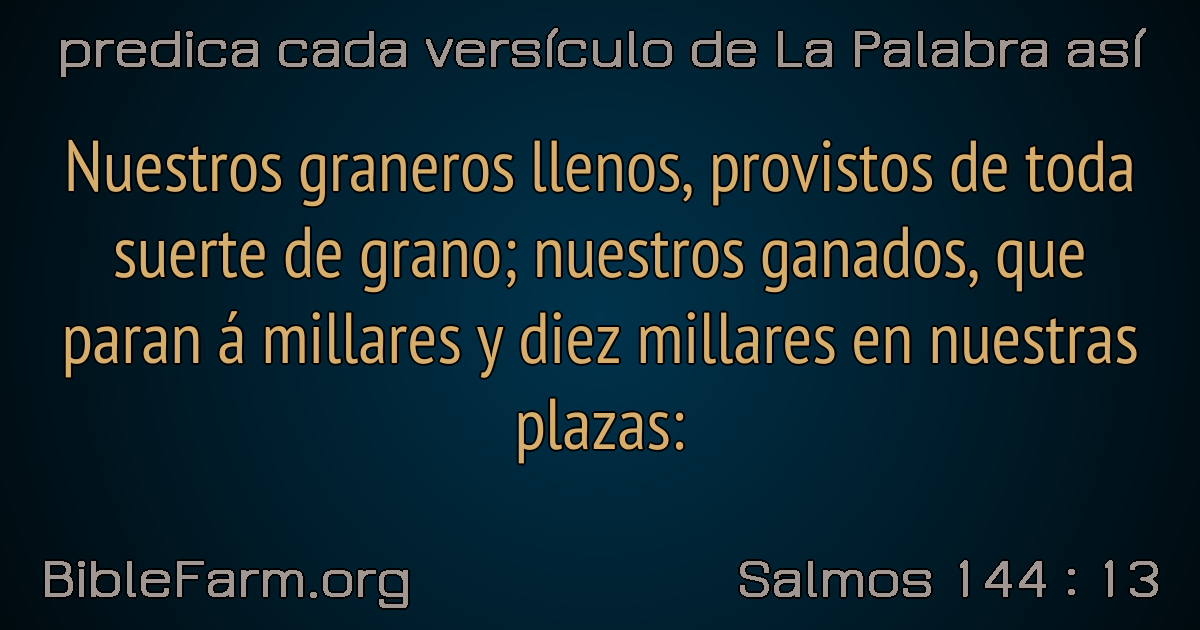 predica cada versículo de La Palabra así
Nuestros graneros llenos, provistos de toda
suerte de grano; nuestros ganados, que
paran á millares y diez millares en nuestras
plazas:
BibleFarm.org
Salmos 144 : 13